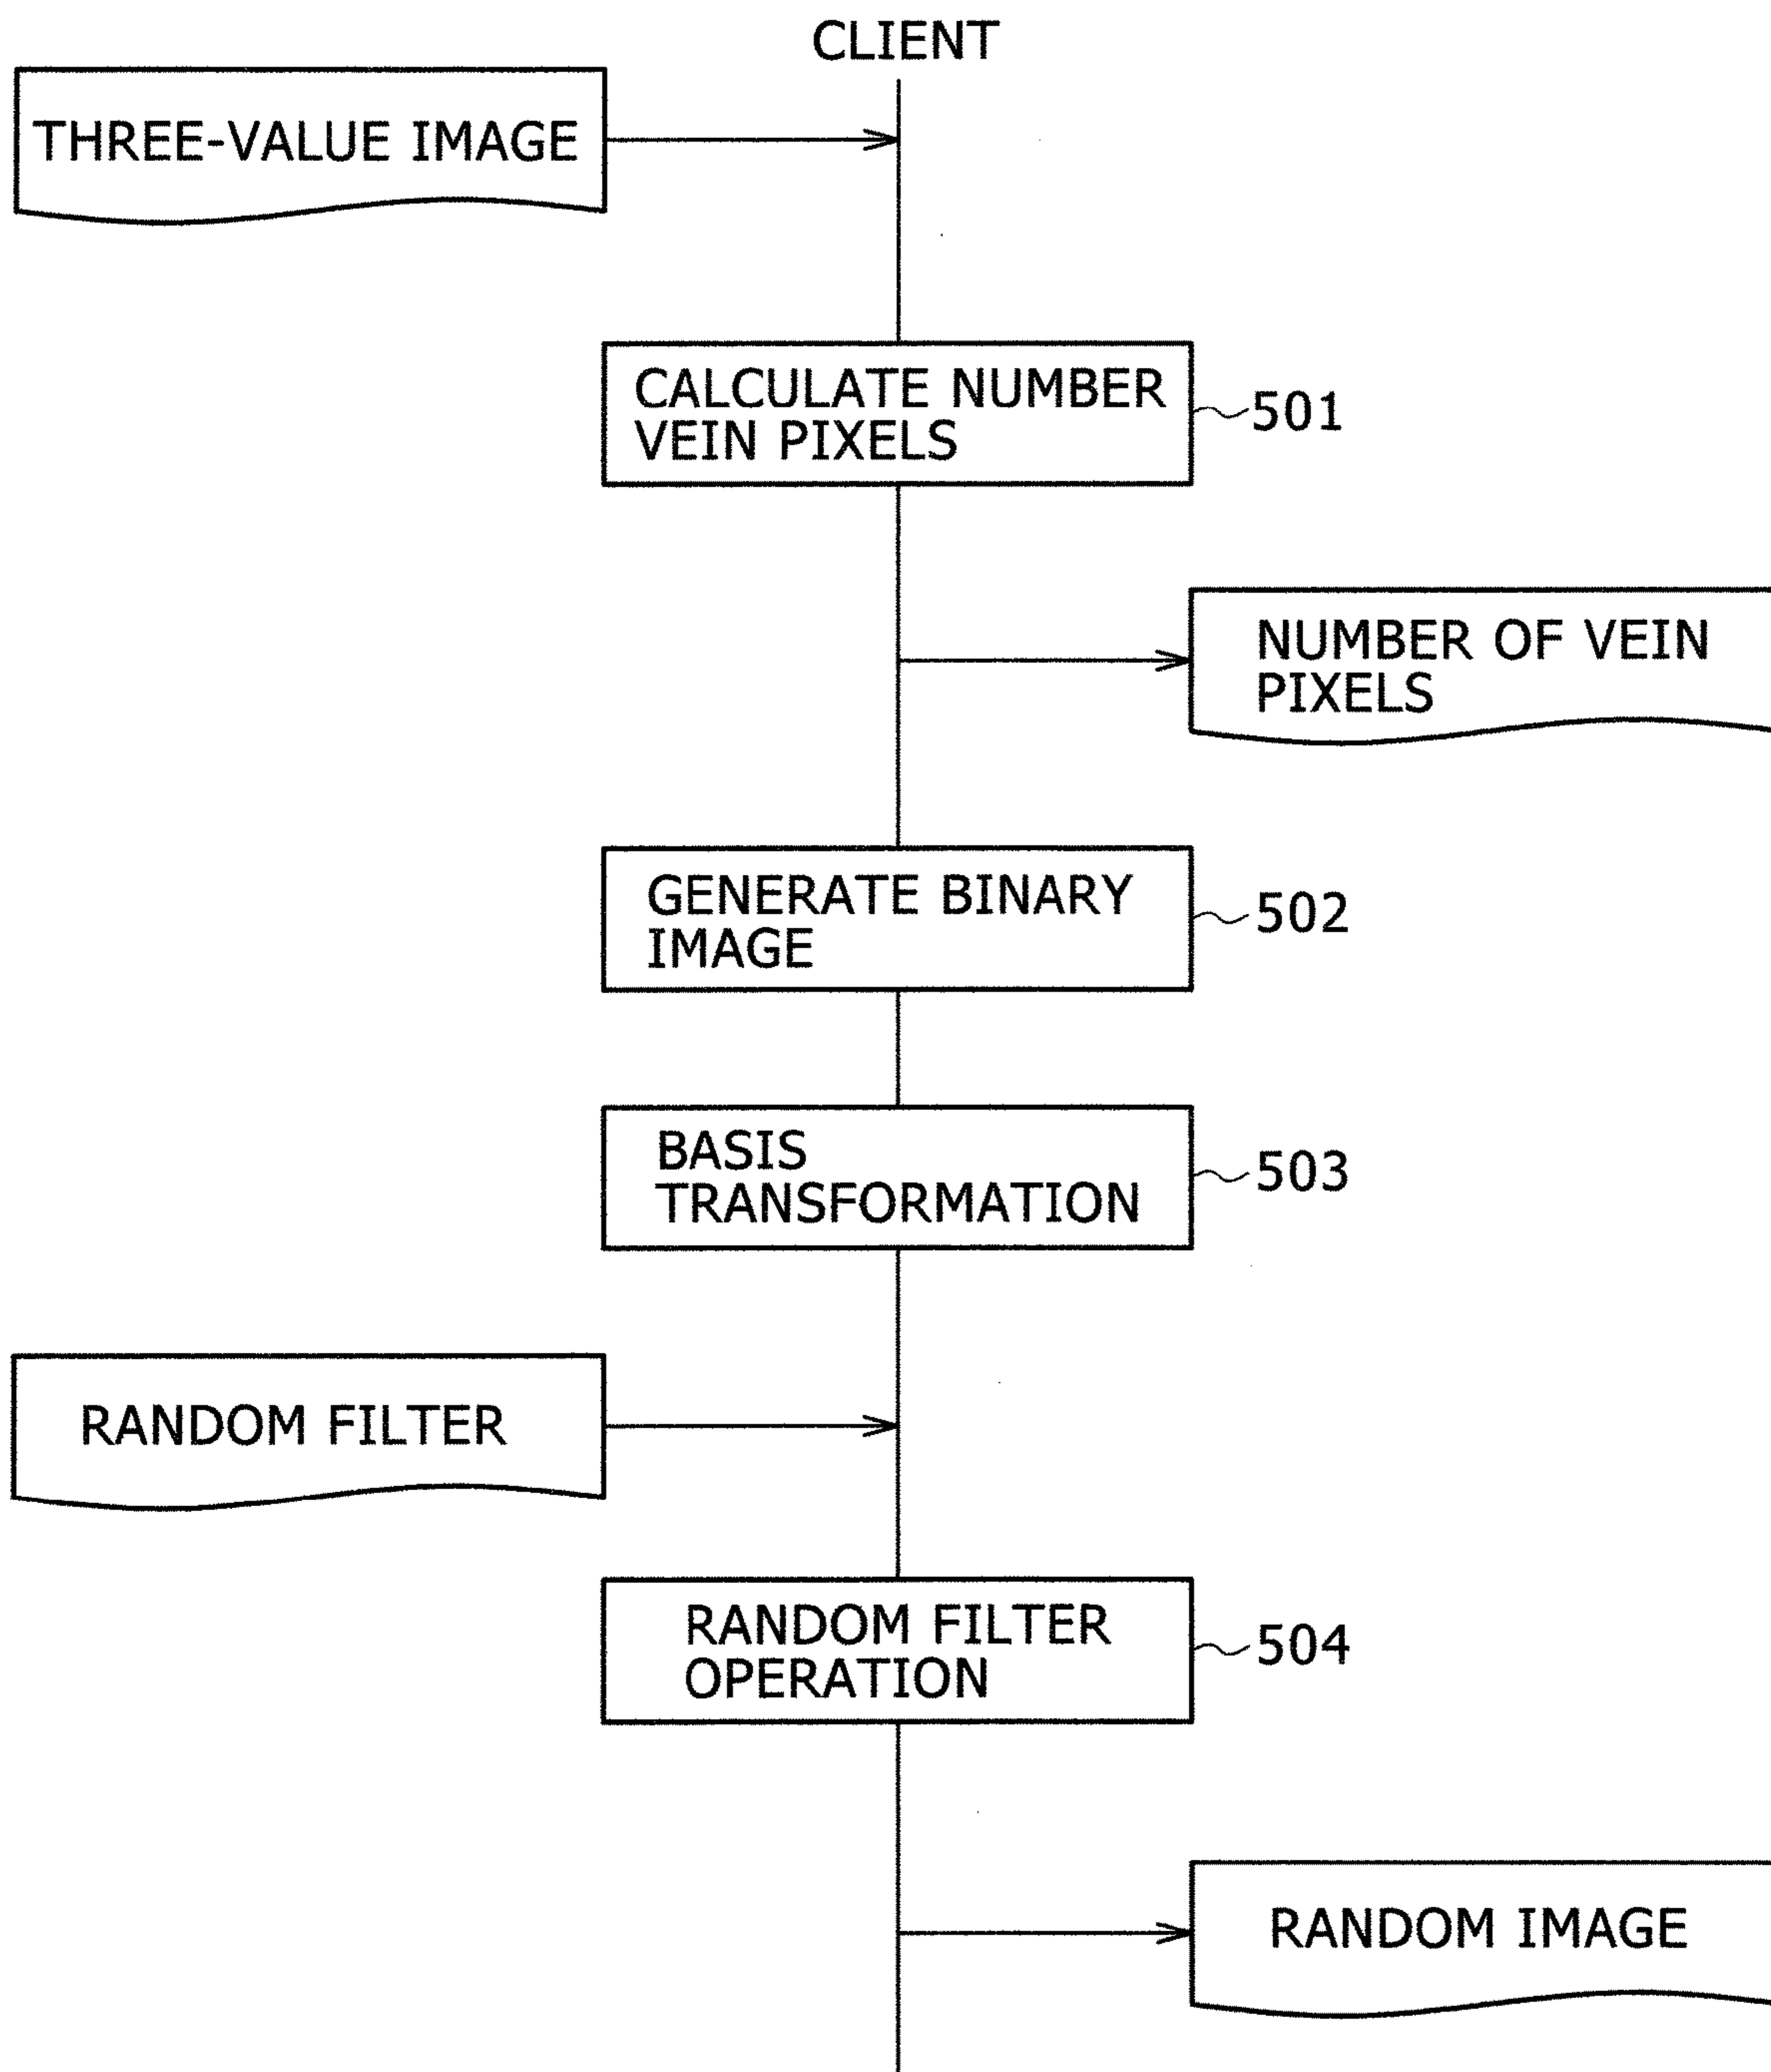 CLIENT
THREE-VALUE IMAGE
CALCULATE NUMBER
VEIN PIXELS
501
NUMBER OF VEIN
PIXELS
GENERATE BINARY
IMAGE
502
BASIS
TRANSFORMATION
503
RANDOM FILTER
RANDOM FILTER
OPERATION
504
RANDOM IMAGE